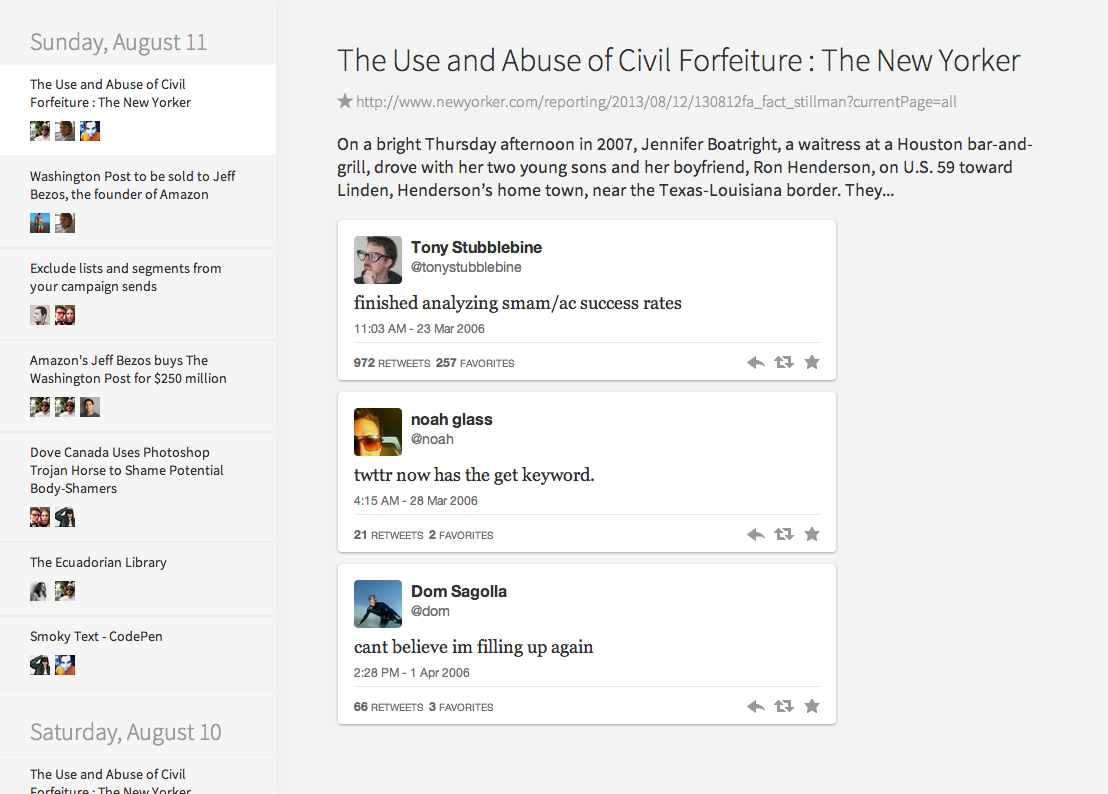 Sunday, August 11
The Use and Abuse of Civil
Forfeiture : The New Yorker
Washington Post to be sold to Jeff
Bezos, the founder of Amazon
Exclude lists and segments from
your campaign sends
Amazon's Jeff Bezos buys The
Washington Post for $250 million
Dove Canada Uses Photoshop
Trojan Horse to Shame Potential
Body-Shamers
The Ecuadorian Library
Smoky Text - CodePen
Saturday, August 10
The Use and Abuse of Civil
Forfeiture : The New Yorker
The Use and Abuse of Civil Forfeiture : The New Yorker
http://www.newyorker.com/reporting/2013/08/12/130812fa_fact_stillman?currentPage=all
On a bright Thursday afternoon in 2007, Jennifer Boatright, a waitress at a Houston bar-and-
grill, drove with her two young sons and her boyfriend, Ron Henderson, on U.S. 59 toward
Linden, Henderson’s home town, near the Texas-Louisiana border. They...
Tony Stubblebine
@tonystubblebine
finished analyzing smam/ac success rates
11:03 AM - 23 Mar 2006
972 RETWEETS 257 FAVORITES
noah glass
@noah
twttr now has the get keyword.
4:15 AM - 28 Mar 2006
21 RETWEETS 2 FAVORITES
Dom Sagolla
@dom
cant believe im filling up again
2:28 PM - 1 Apr 2006
66 RETWEETS 3 FAVORITES